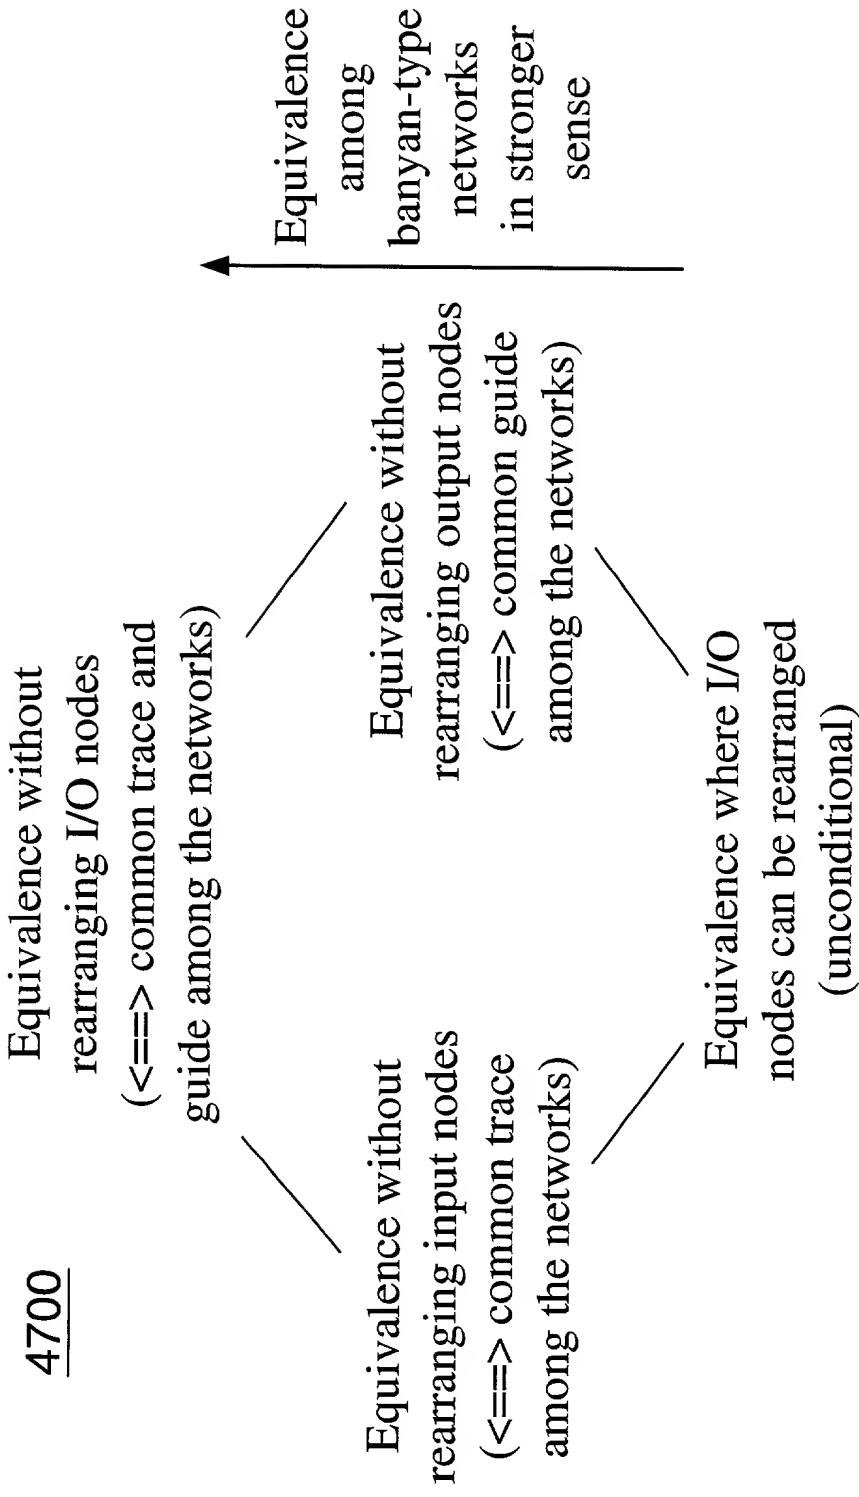 4700
Equivalence without
rearranging I/O nodes
(<==> common trace and
guide among the networks)
Equivalence without
rearranging input nodes
(<==> common trace
among the networks)
Equivalence without
rearranging output nodes
(<==> common guide
among the networks)
Equivalence where I/O
nodes can be rearranged
(unconditional)
Equivalence
among
banyan-type
networks
in stronger
sense